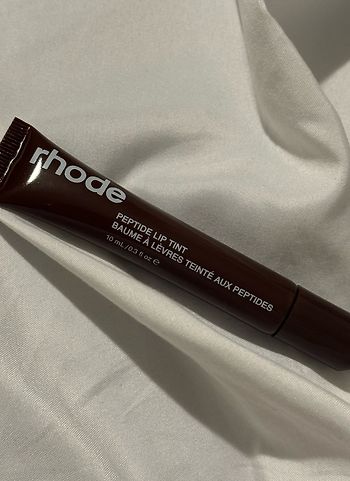 rhode
PEPTIDE LIP TINT
BAUME À LÈVRES TEINTÉ AUX PEPTIDES
10 mL/0.3 fl oz ℮